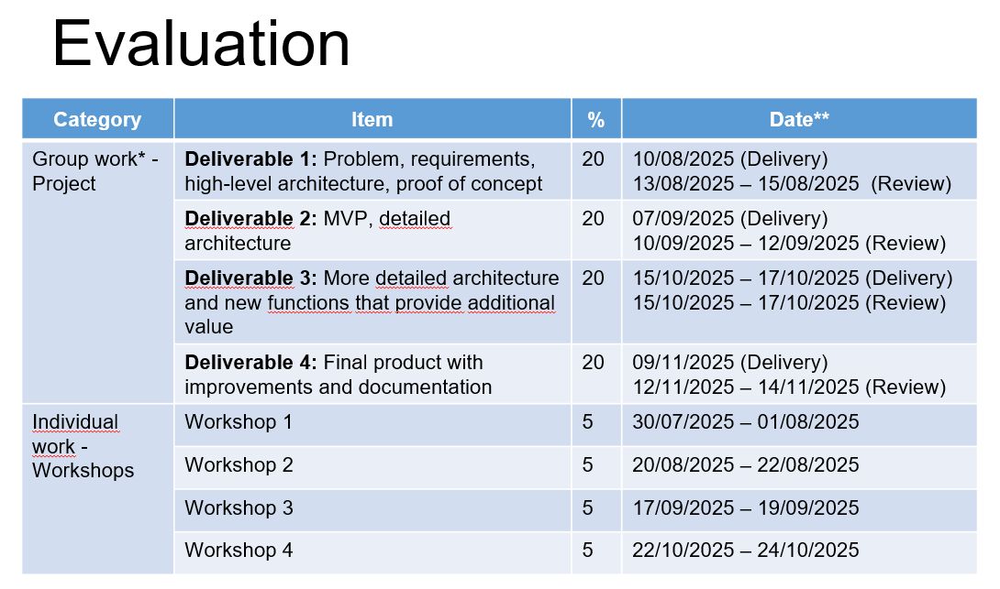 Evaluation
Category Item % Date**
Group work* -
Project
Deliverable 1: Problem, requirements,
high-level architecture, proof of concept
20
10/08/2025 (Delivery)
13/08/2025 – 15/08/2025 (Review)
Deliverable 2: MVP, detailed
architecture
20
07/09/2025 (Delivery)
10/09/2025 – 12/09/2025 (Review)
Deliverable 3: More detailed architecture
and new functions that provide additional
value
20
15/10/2025 – 17/10/2025 (Delivery)
15/10/2025 – 17/10/2025 (Review)
Deliverable 4: Final product with
improvements and documentation
20
09/11/2025 (Delivery)
12/11/2025 – 14/11/2025 (Review)
Individual
work -
Workshops
Workshop 1 5 30/07/2025 – 01/08/2025
Workshop 2 5 20/08/2025 – 22/08/2025
Workshop 3 5 17/09/2025 – 19/09/2025
Workshop 4 5 22/10/2025 – 24/10/2025